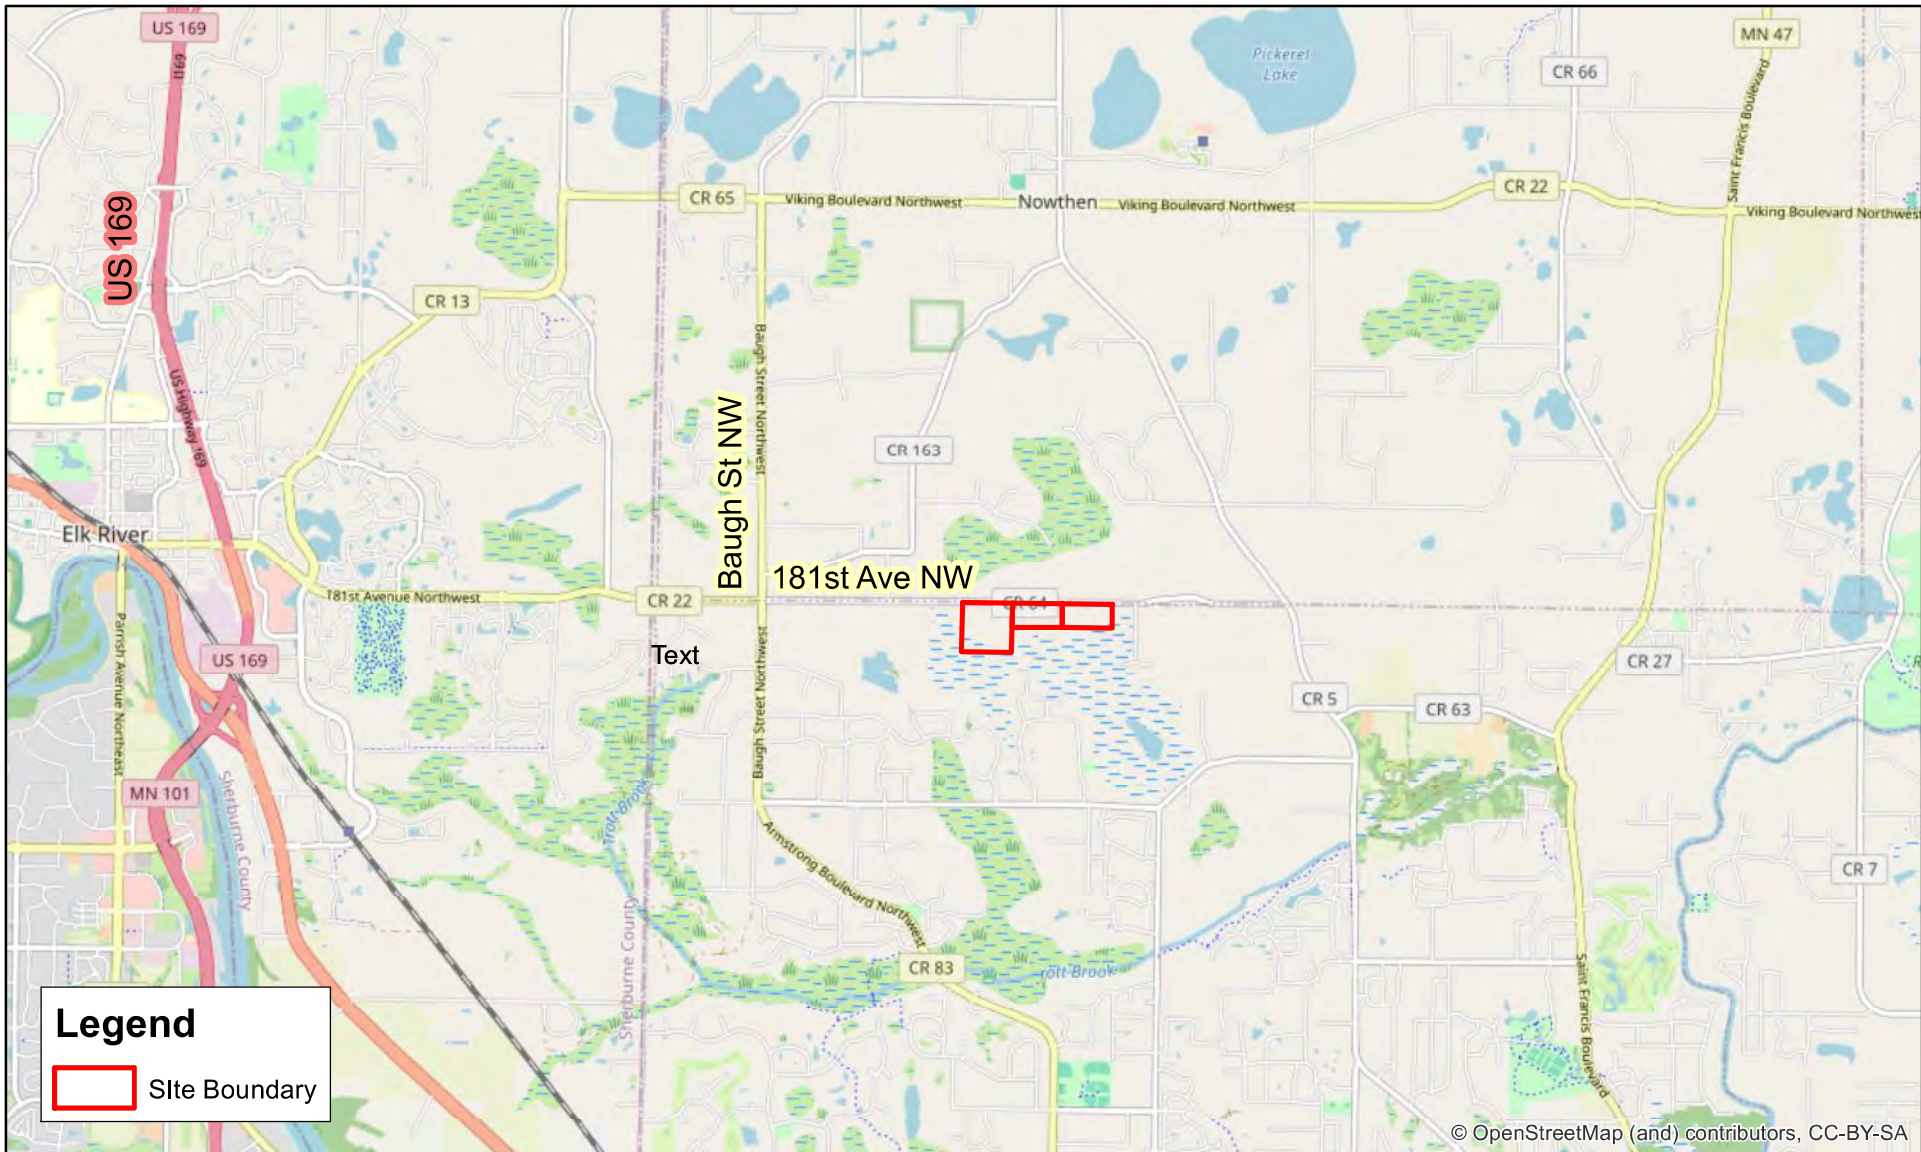 US 169
I169
Pickerel
Lake
MN 47
CR 66
Saint Francis Boulevard
US 169
CR 65
Viking Boulevard Northwest
Nowthen
Viking Boulevard Northwest
CR 22
Viking Boulevard Northwest
CR 13
Baugh Street Northwest
US Highway 169
Baugh St NW
CR 163
Elk River
181st Ave NW
181st Avenue Northwest
CR 22
CR 64
Parrish Avenue Northeast
US 169
Text
Baugh Street Northwest
CR 27
R
CR 5
CR 63
MN 101
Sherburne County
Trott Brook
Armstrong Boulevard Northwest
CR 7
Sherburne County
CR 83
rott Brook
Saint Francis Boulevard
Legend
SIte Boundary
© OpenStreetMap (and) contributors, CC-BY-SA